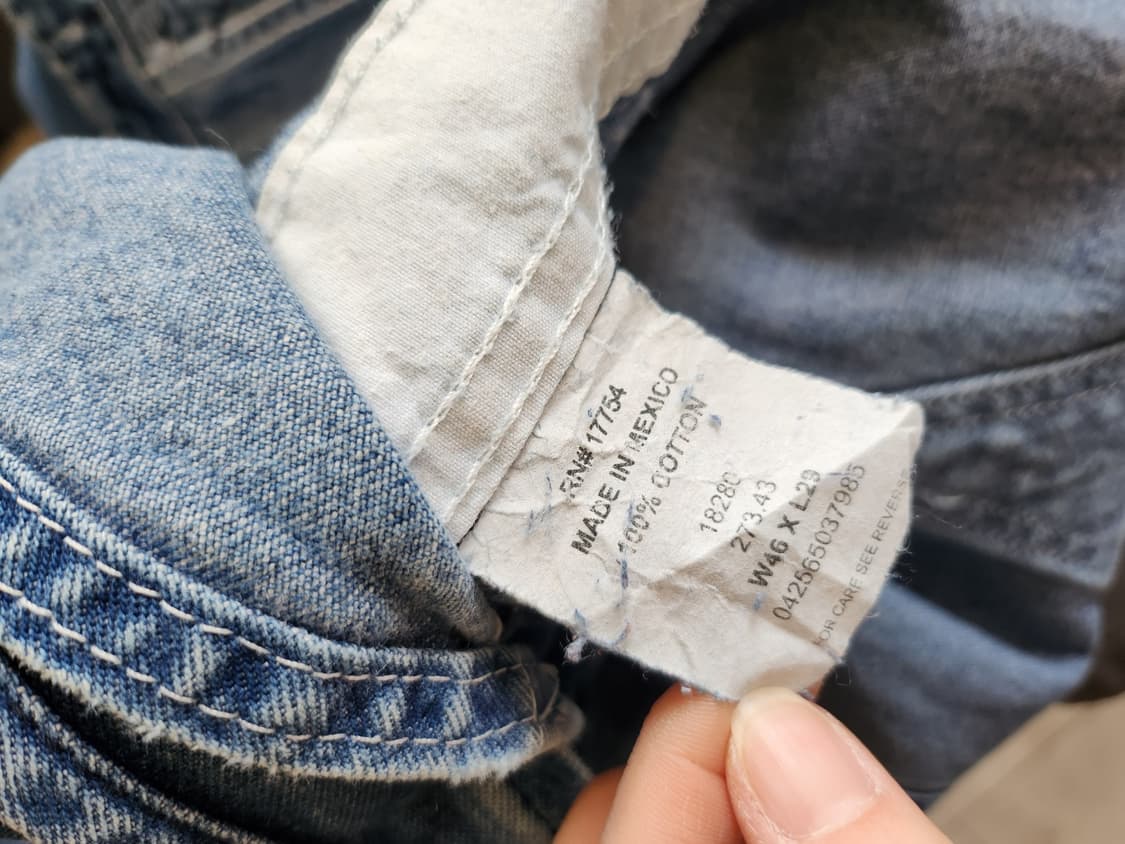 RN# 17754
MADE IN MEXICO
100% COTTON
18280
273.43
W46 X L29
042565037985
FOR CARE SEE REVERSE